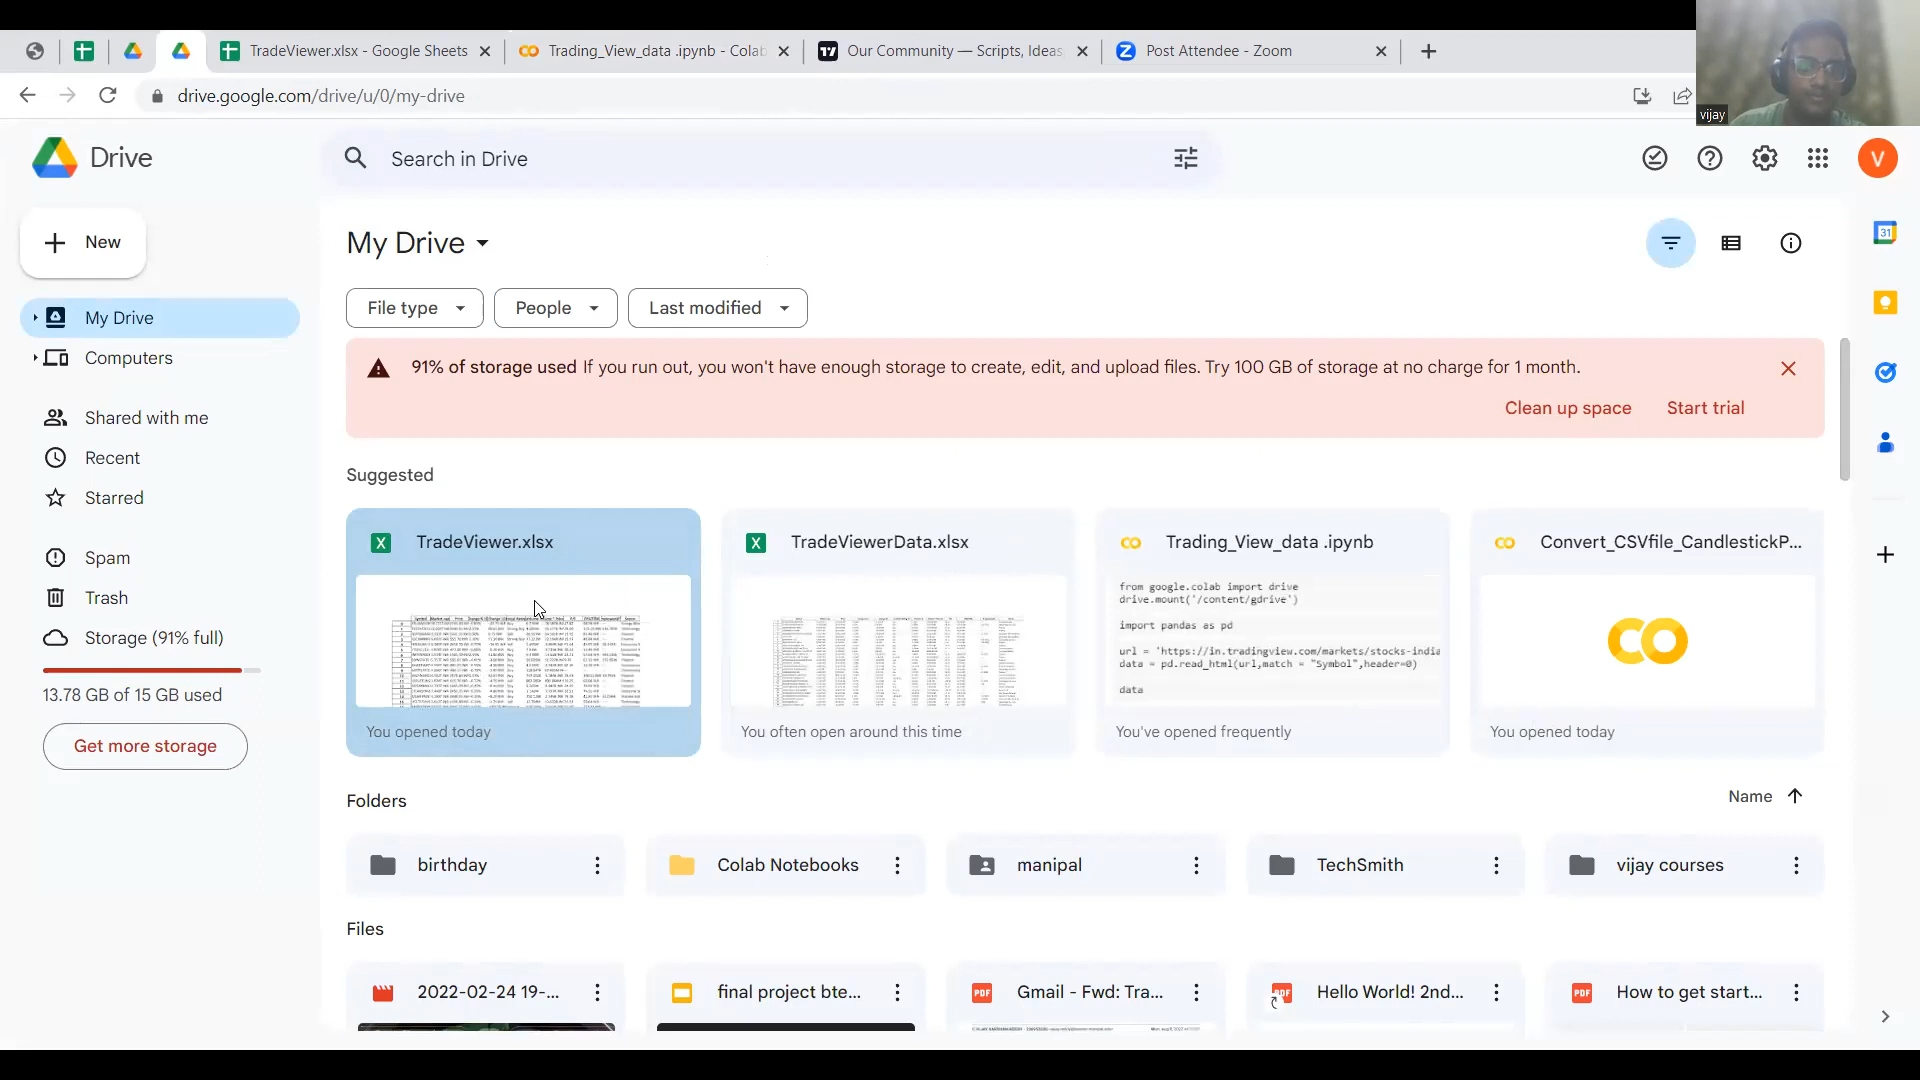 TradeViewer.xlsx - Google Sheets
Trading_View_data .ipynb - Colab
Our Community — Scripts, Ideas,
Post Attendee - Zoom
drive.google.com/drive/u/0/my-drive
vijay
Drive
Search in Drive
V
New
My Drive
31
File type
People
Last modified
My Drive
Computers
Shared with me
Recent
Starred
Spam
Trash
Storage (91% full)
13.78 GB of 15 GB used
Get more storage
91% of storage used If you run out, you won't have enough storage to create, edit, and upload files. Try 100 GB of storage at no charge for 1 month.
Clean up space
Start trial
Suggested
TradeViewer.xlsx
You opened today
TradeViewerData.xlsx
You often open around this time
Trading_View_data .ipynb
from google.colab import drive
drive.mount('/content/gdrive')
import pandas as pd
url = 'https://in.tradingview.com/markets/stocks-india
data = pd.read_html(url,match = "Symbol",header=0)
data
You've opened frequently
Convert_CSVfile_CandlestickP...
You opened today
Folders
Name
birthday
Colab Notebooks
manipal
TechSmith
vijay courses
Files
2022-02-24 19-...
final project bte...
PDF
Gmail - Fwd: Tra...
PDF
Hello World! 2nd...
PDF
How to get start...